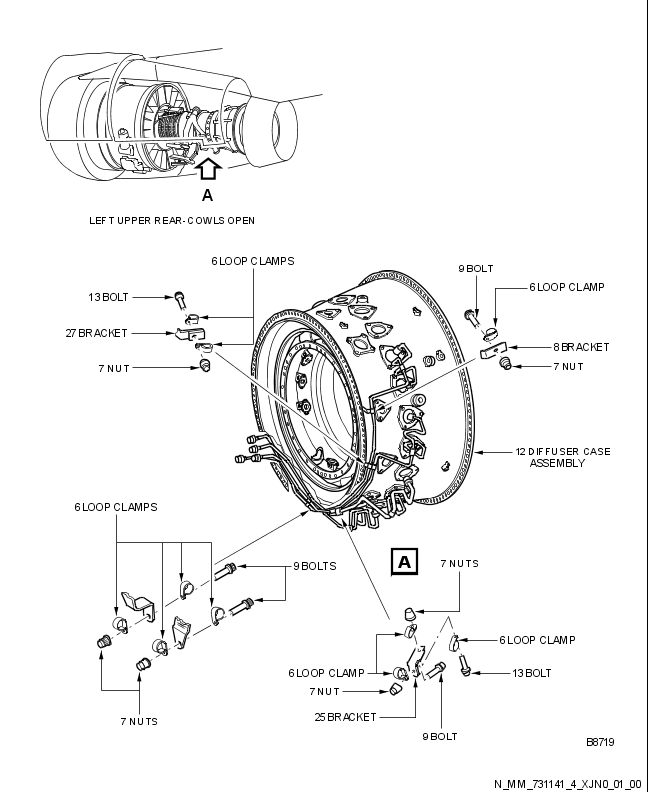 A
LEFT UPPER REAR-COWLS OPEN
6 LOOP CLAMPS
9 BOLT
13 BOLT
6 LOOP CLAMP
27 BRACKET
8 BRACKET
7 NUT
7 NUT
12 DIFFUSER CASE
ASSEMBLY
6 LOOP CLAMPS
A
7 NUTS
9 BOLTS
6 LOOP CLAMP
6 LOOP CLAMP
13 BOLT
7 NUT
25 BRACKET
7 NUTS
9 BOLT
B8719
N_MM_731141_4_XJN0_01_00